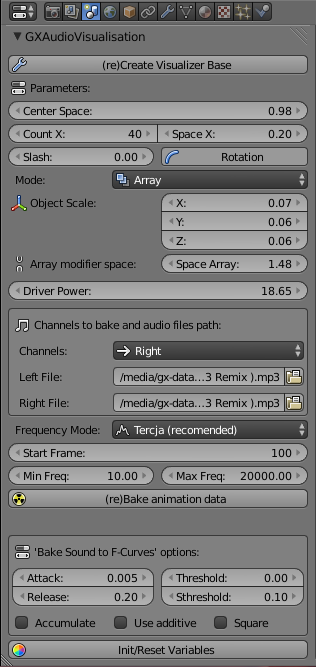 GXAudioVisualisation
(re)Create Visualizer Base
Parameters:
Center Space: 0.98
Count X: 40 Space X: 0.20
Slash: 0.00 Rotation
Mode: Array
Object Scale: X: 0.07
Y: 0.06
Z: 0.06
Array modifier space: Space Array: 1.48
Driver Power: 18.65
Channels to bake and audio files path:
Channels: Right
Left File: /media/gx-data...3 Remix ).mp3
Right File: /media/gx-data...3 Remix ).mp3
Frequency Mode: Tercja (recomended)
Start Frame: 100
Min Freq: 10.00 Max Freq: 20000.00
(re)Bake animation data
'Bake Sound to F-Curves' options:
Attack: 0.005 Threshold: 0.00
Release: 0.20 Sthreshold: 0.10
Accumulate Use additive Square
Init/Reset Variables